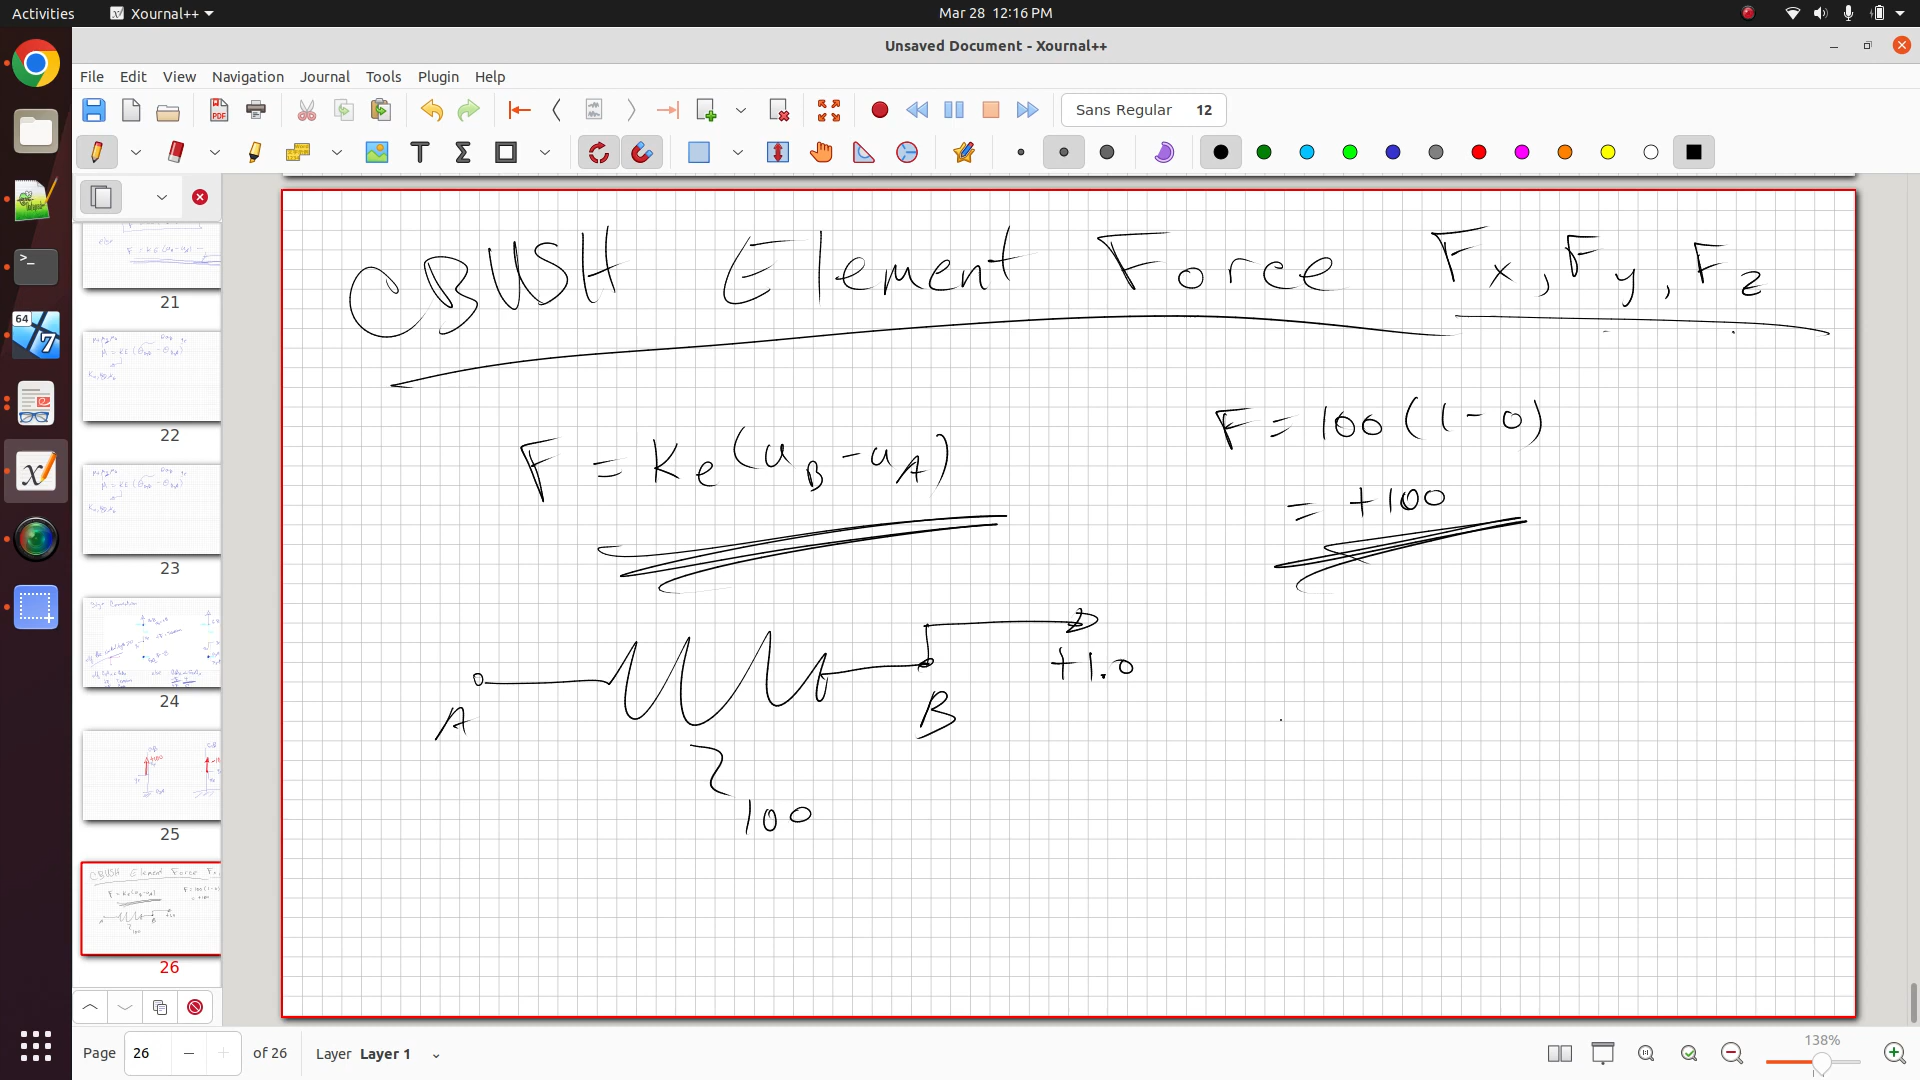 Activities
Xournal++
Mar 28 12:16 PM
Unsaved Document - Xournal++
File Edit View Navigation Journal Tools Plugin Help
Sans Regular 12
CBUSH Element Force Fx, Fy, Fz
F = Ke(uB - uA)
F = 100 (1 - 0)
= +100
+1.0
A
B
100
21
22
23
24
25
26
Page 26 of 26
Layer Layer 1
138%